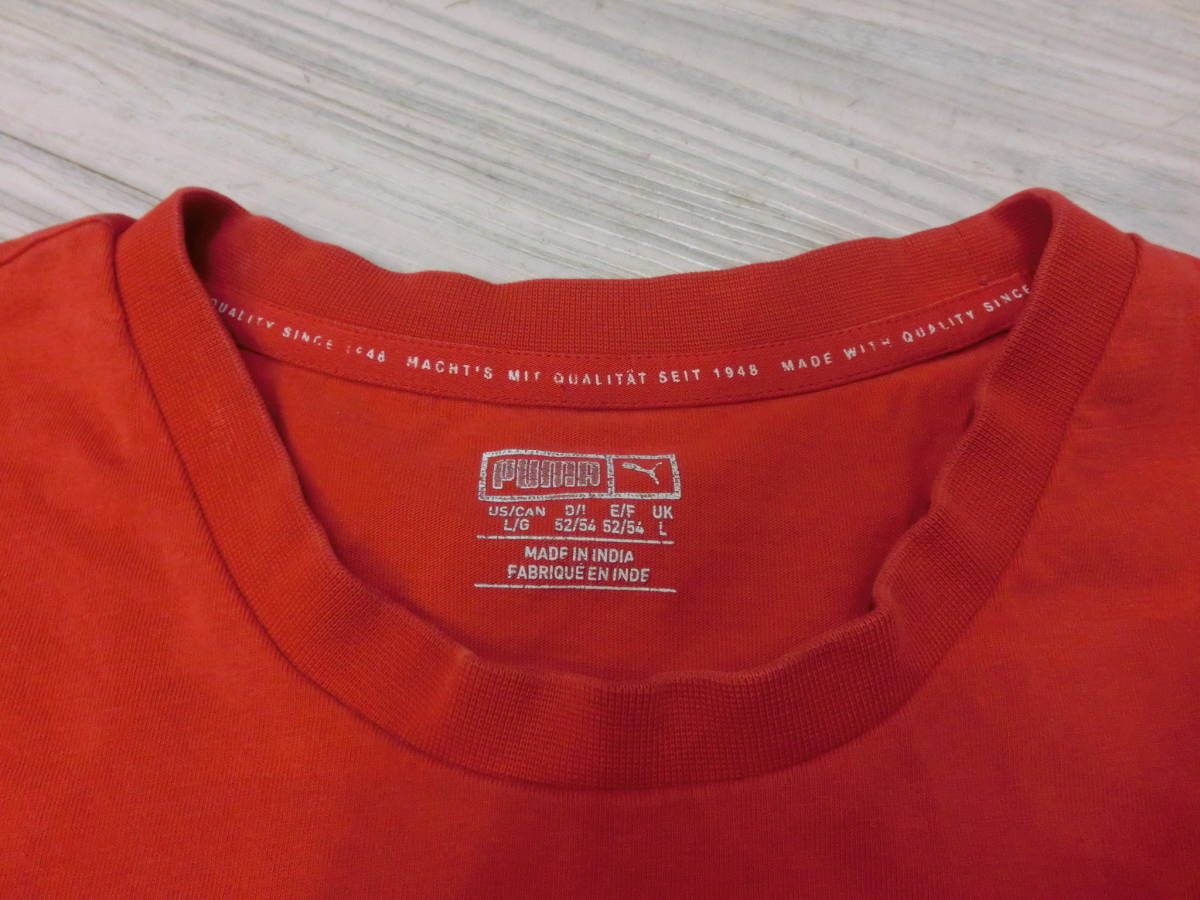 QUALITY SINCE 1948 MACHT'S MIT QUALITÄT SEIT 1948 MADE WITH QUALITY SINCE
PUMA
US/CAN D/I E/F UK
L/G 52/54 52/54 L
MADE IN INDIA
FABRIQUÉ EN INDE